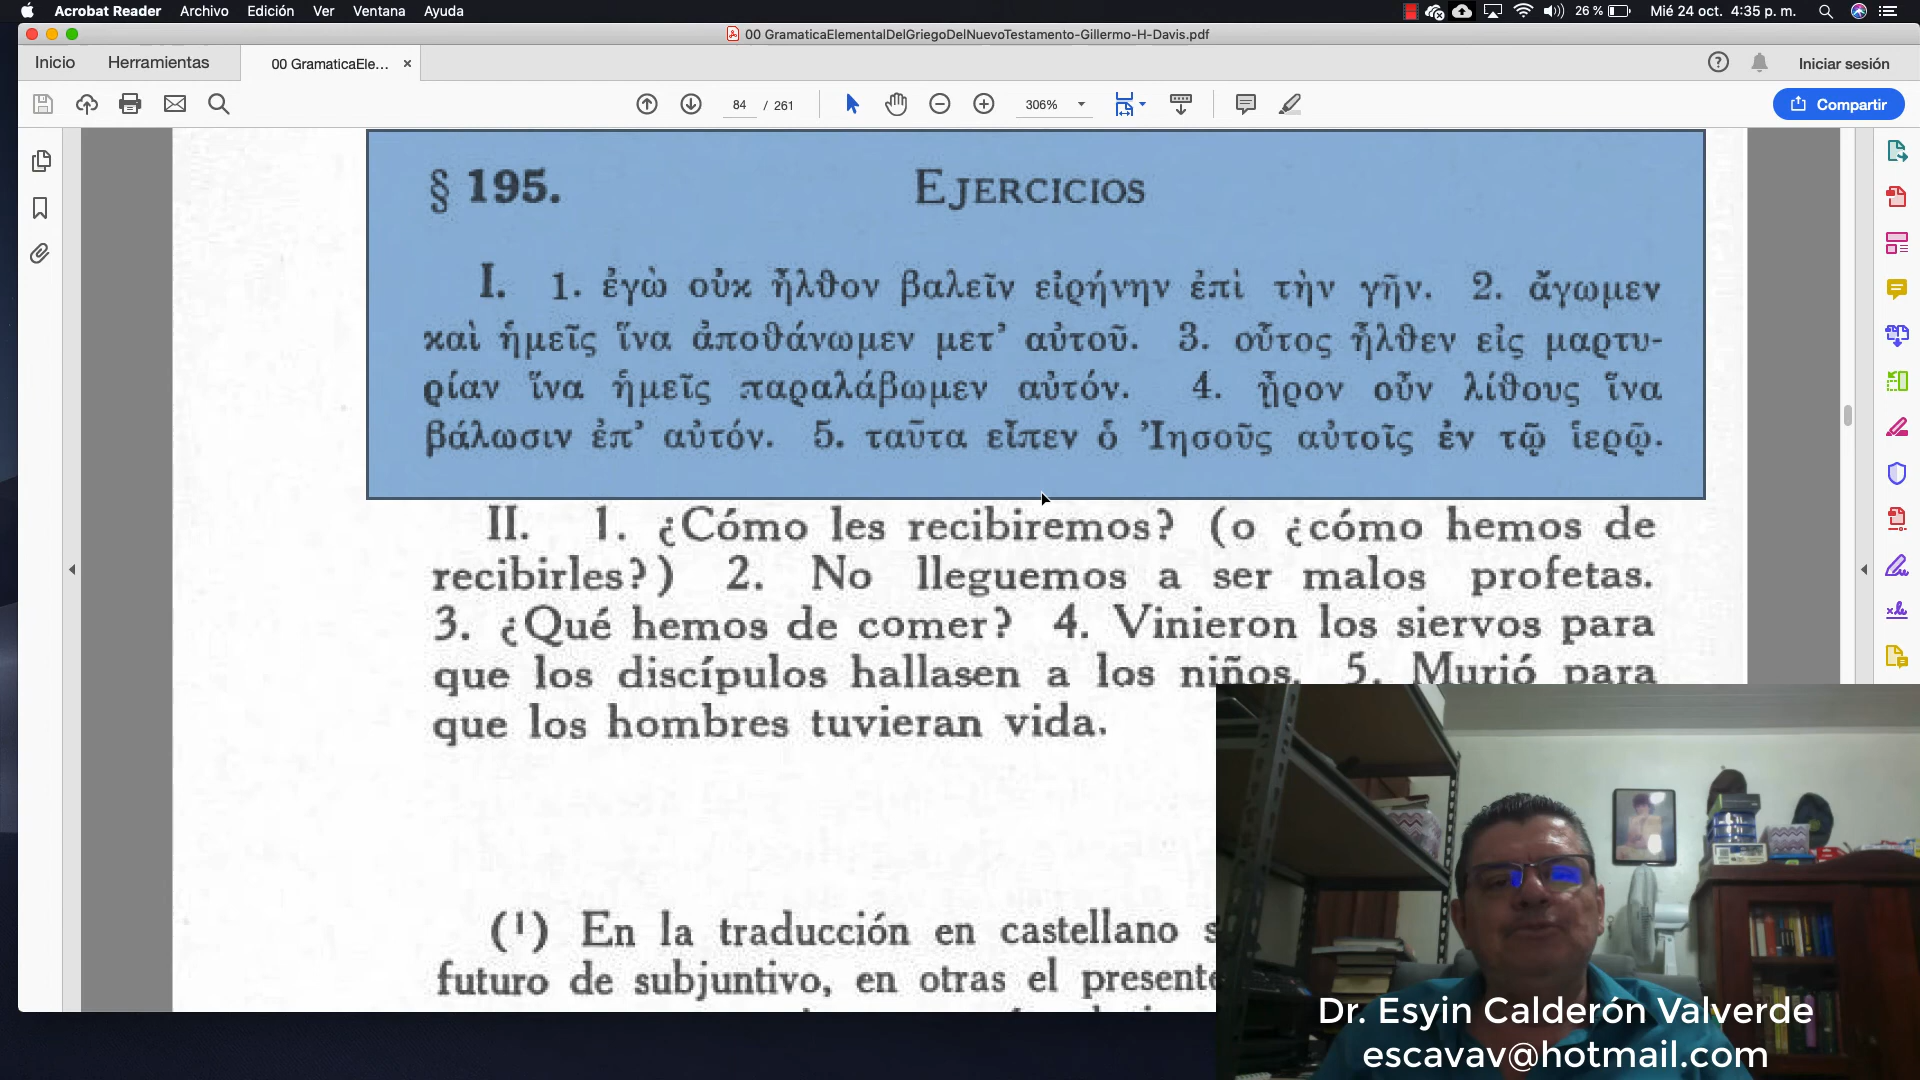 Acrobat Reader Archivo Edición Ver Ventana Ayuda 26 % Mié 24 oct. 4:35 p. m.
00 GramaticaElementalDelGriegoDelNuevoTestamento-Gillermo-H-Davis.pdf
Inicio Herramientas 00 GramaticaEle... × Iniciar sesión
84 / 261 306% Compartir
§ 195. EJERCICIOS
I. 1. ἐγὼ οὐκ ἦλθον βαλεῖν εἰρήνην ἐπὶ τὴν γῆν. 2. ἄγωμεν
καὶ ἡμεῖς ἵνα ἀποθάνωμεν μετ’ αὐτοῦ. 3. οὗτος ἦλθεν εἰς μαρτυ-
ρίαν ἵνα ἡμεῖς παραλάβωμεν αὐτόν. 4. ᾖρον οὖν λίθους ἵνα
βάλωσιν ἐπ’ αὐτόν. 5. ταῦτα εἶπεν ὁ Ἰησοῦς αὐτοῖς ἐν τῷ ἱερῷ.
II. 1. ¿Cómo les recibiremos? (o ¿cómo hemos de
recibirles?) 2. No lleguemos a ser malos profetas.
3. ¿Qué hemos de comer? 4. Vinieron los siervos para
que los discípulos hallasen a los niños. 5. Murió para
que los hombres tuvieran vida.
(¹) En la traducción en castellano
futuro de subjuntivo, en otras el presente
Dr. Esyin Calderón Valverde
escavav@hotmail.com